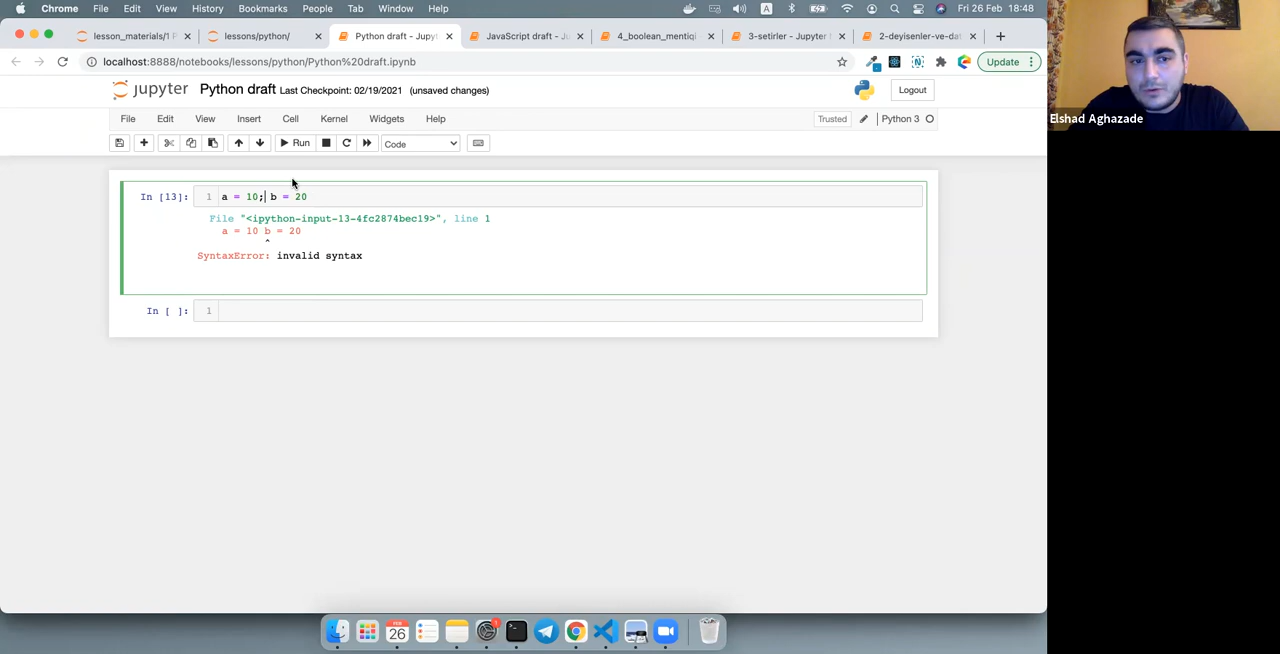 Chrome File Edit View History Bookmarks People Tab Window Help A Fri 26 Feb 18:48
lesson_materials/1 P lessons/python/ Python draft - Jupyt JavaScript draft - Ju 4_boolean_mentiqi 3-setirler - Jupyter 2-deyisenler-ve-dat
localhost:8888/notebooks/lessons/python/Python%20draft.ipynb Update
jupyter Python draft Last Checkpoint: 02/19/2021 (unsaved changes) Logout
File Edit View Insert Cell Kernel Widgets Help Trusted Python 3
Run Code
In [13]: 1 a = 10; b = 20
File "<ipython-input-13-4fc2874bec19>", line 1
a = 10 b = 20
^
SyntaxError: invalid syntax
In [ ]: 1
Elshad Aghazade
FEB
26
1